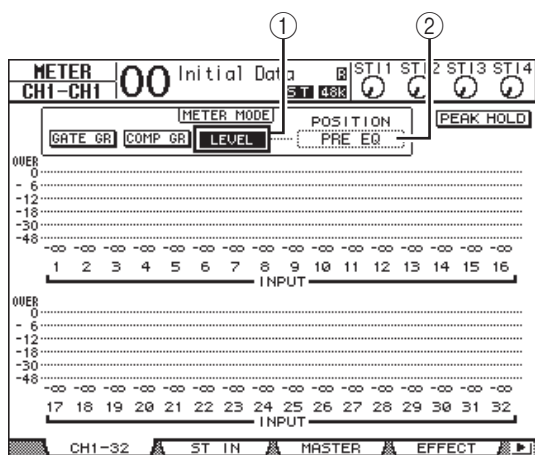 ① ②
METER
CH1-CH1
00 Initial Data R
ST 48K
STI1 STI2 STI3 STI4
METER MODE
POSITION
PEAK HOLD
GATE GR COMP GR LEVEL PRE EQ
OVER
0
- 6
-12
-18
-30
-48
-∞ -∞ -∞ -∞ -∞ -∞ -∞ -∞ -∞ -∞ -∞ -∞ -∞ -∞ -∞ -∞
1 2 3 4 5 6 7 8 9 10 11 12 13 14 15 16
INPUT
OVER
0
- 6
-12
-18
-30
-48
-∞ -∞ -∞ -∞ -∞ -∞ -∞ -∞ -∞ -∞ -∞ -∞ -∞ -∞ -∞ -∞
17 18 19 20 21 22 23 24 25 26 27 28 29 30 31 32
INPUT
CH1-32 ST IN MASTER EFFECT